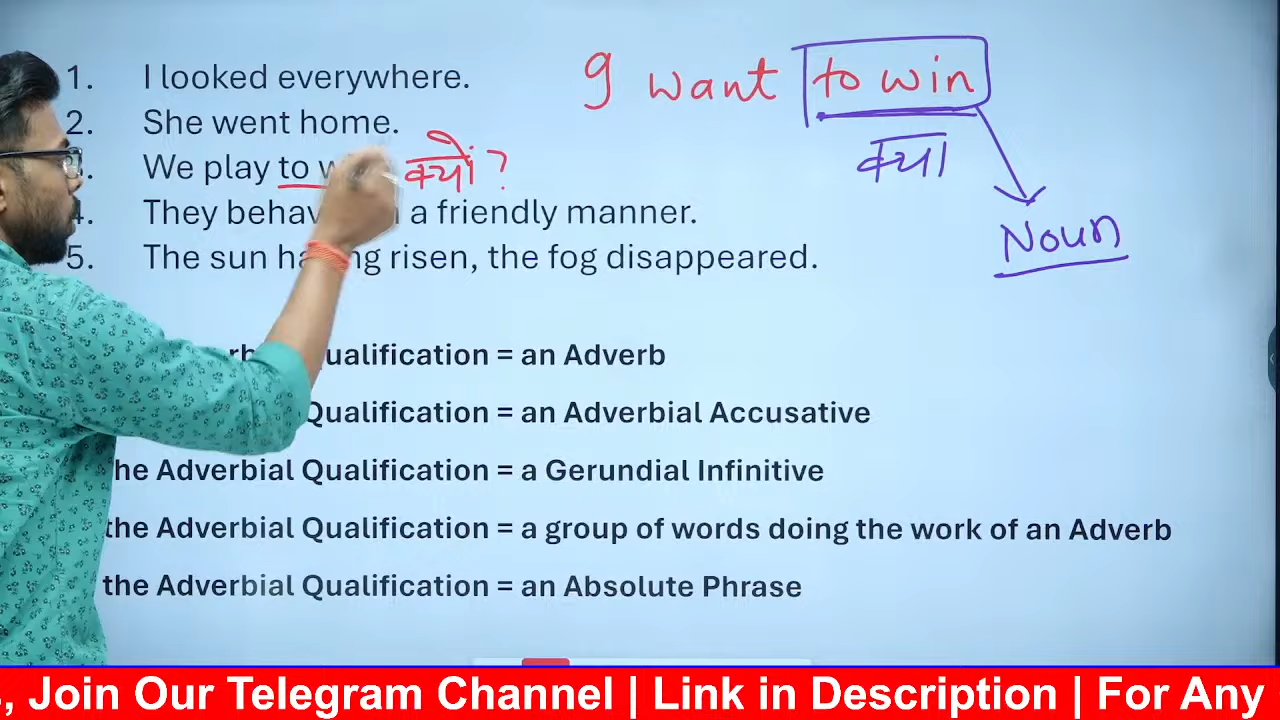 1. I looked everywhere.
2. She went home.
We play to क्यों ?
They a friendly manner.
5. The sun risen, the fog disappeared.
I want to win
क्या
Noun
Qualification = an Adverb
Qualification = an Adverbial Accusative
Adverbial Qualification = a Gerundial Infinitive
the Adverbial Qualification = a group of words doing the work of an Adverb
the Adverbial Qualification = an Absolute Phrase
Join Our Telegram Channel | Link in Description | For Any